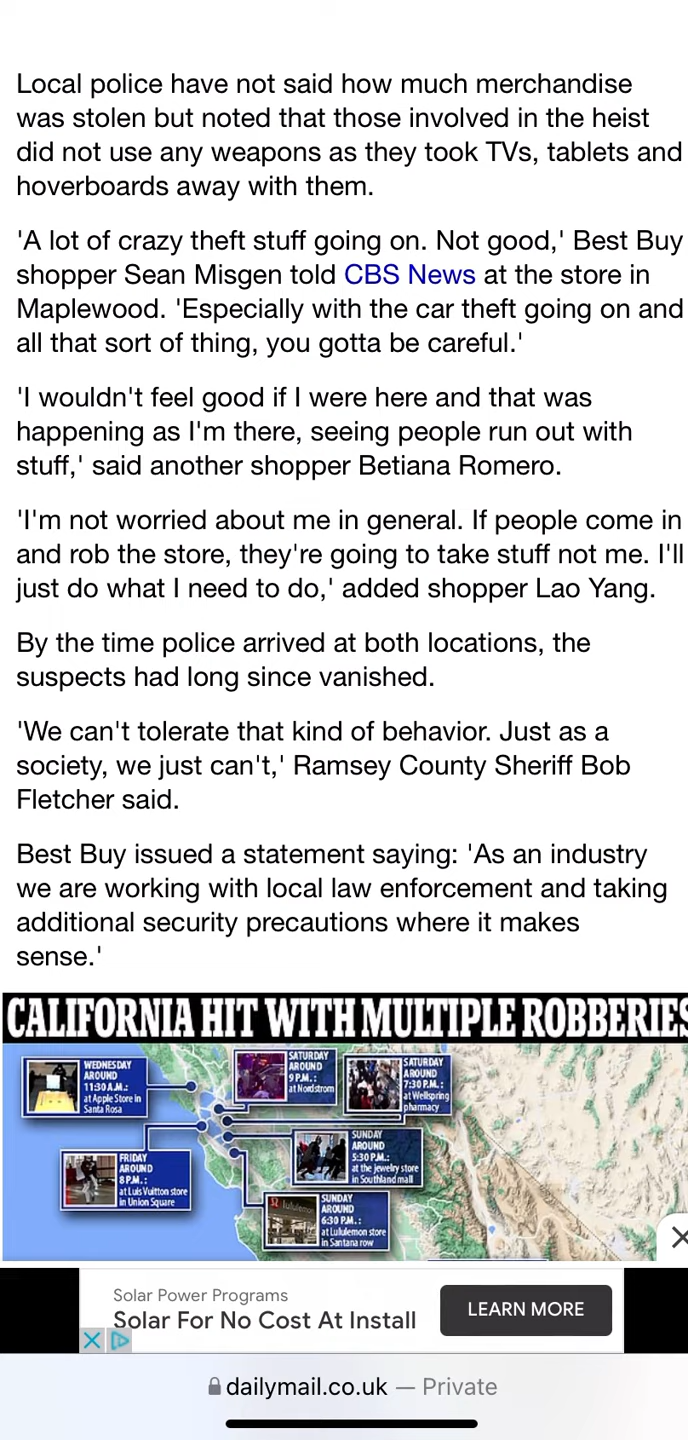 Local police have not said how much merchandise
was stolen but noted that those involved in the heist
did not use any weapons as they took TVs, tablets and
hoverboards away with them.
'A lot of crazy theft stuff going on. Not good,' Best Buy
shopper Sean Misgen told CBS News at the store in
Maplewood. 'Especially with the car theft going on and
all that sort of thing, you gotta be careful.'
'I wouldn't feel good if I were here and that was
happening as I'm there, seeing people run out with
stuff,' said another shopper Betiana Romero.
'I'm not worried about me in general. If people come in
and rob the store, they're going to take stuff not me. I'll
just do what I need to do,' added shopper Lao Yang.
By the time police arrived at both locations, the
suspects had long since vanished.
'We can't tolerate that kind of behavior. Just as a
society, we just can't,' Ramsey County Sheriff Bob
Fletcher said.
Best Buy issued a statement saying: 'As an industry
we are working with local law enforcement and taking
additional security precautions where it makes
sense.'
CALIFORNIA HIT WITH MULTIPLE ROBBERIES
WEDNESDAY
AROUND
11:30 A.M.:
at Apple Store in
Santa Rosa
SATURDAY
AROUND
9 P.M.:
at Nordstrom
SATURDAY
AROUND
7:30 P.M.:
at Wellspring
pharmacy
FRIDAY
AROUND
8 P.M.:
at Luis Vuitton store
in Union Square
SUNDAY
AROUND
5:30 P.M.:
at the jewelry store
in Southland mall
lululemon
SUNDAY
AROUND
6:30 P.M.:
at Lululemon store
in Santana row
Solar Power Programs
Solar For No Cost At Install
LEARN MORE
dailymail.co.uk — Private